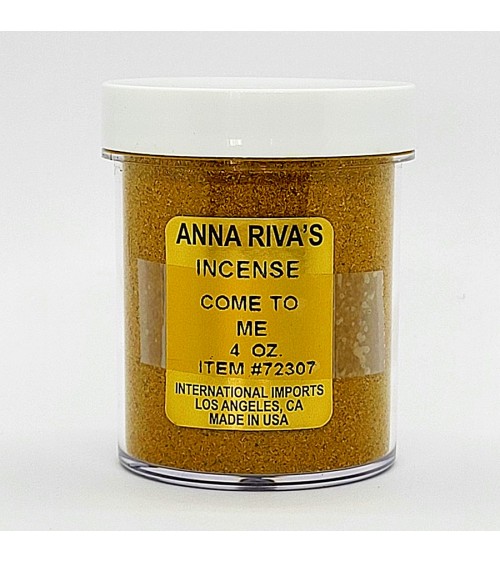 ANNA RIVA'S
INCENSE
COME TO
ME
4 OZ.
ITEM #72307
INTERNATIONAL IMPORTS
LOS ANGELES, CA
MADE IN USA